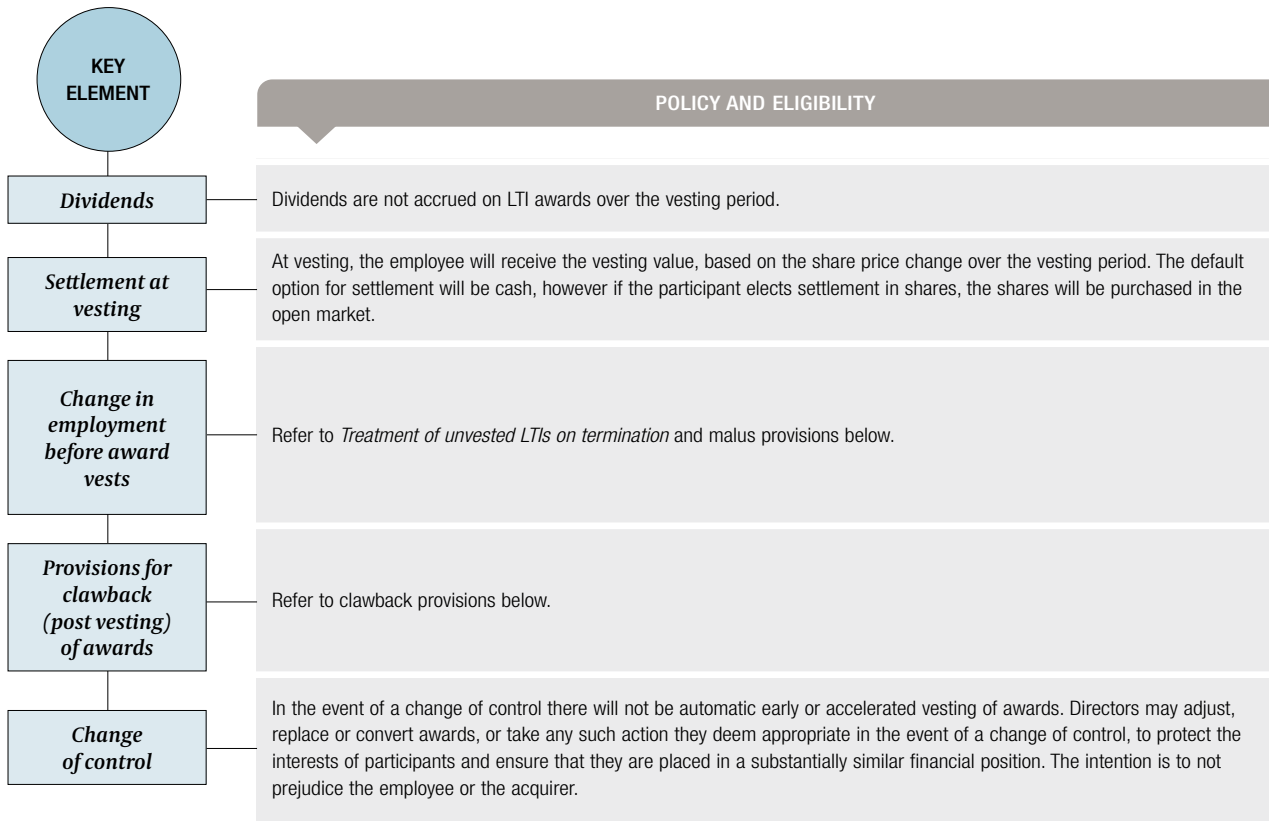 KEY
ELEMENT
POLICY AND ELIGIBILITY
Dividends
Dividends are not accrued on LTI awards over the vesting period.
Settlement at
vesting
At vesting, the employee will receive the vesting value, based on the share price change over the vesting period. The default
option for settlement will be cash, however if the participant elects settlement in shares, the shares will be purchased in the
open market.
Change in
employment
before award
vests
Refer to Treatment of unvested LTIs on termination and malus provisions below.
Provisions for
clawback
(post vesting)
of awards
Refer to clawback provisions below.
Change
of control
In the event of a change of control there will not be automatic early or accelerated vesting of awards. Directors may adjust,
replace or convert awards, or take any such action they deem appropriate in the event of a change of control, to protect the
interests of participants and ensure that they are placed in a substantially similar financial position. The intention is to not
prejudice the employee or the acquirer.